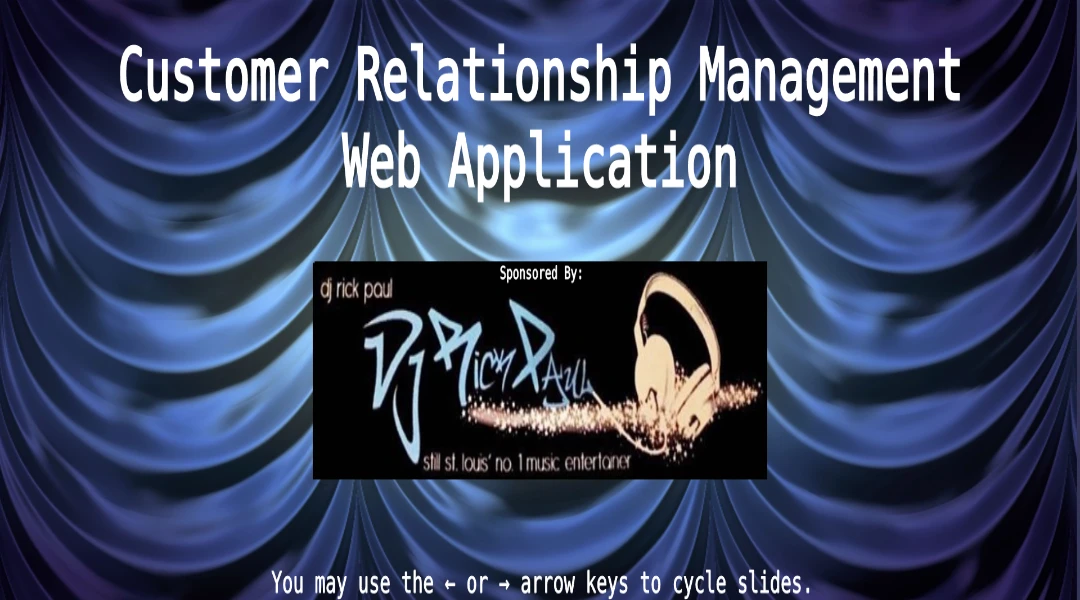 Customer Relationship Management
Web Application
Sponsored By:
dj rick paul
Dj Rick Paul
still st. louis' no. 1 music entertainer
You may use the ← or → arrow keys to cycle slides.